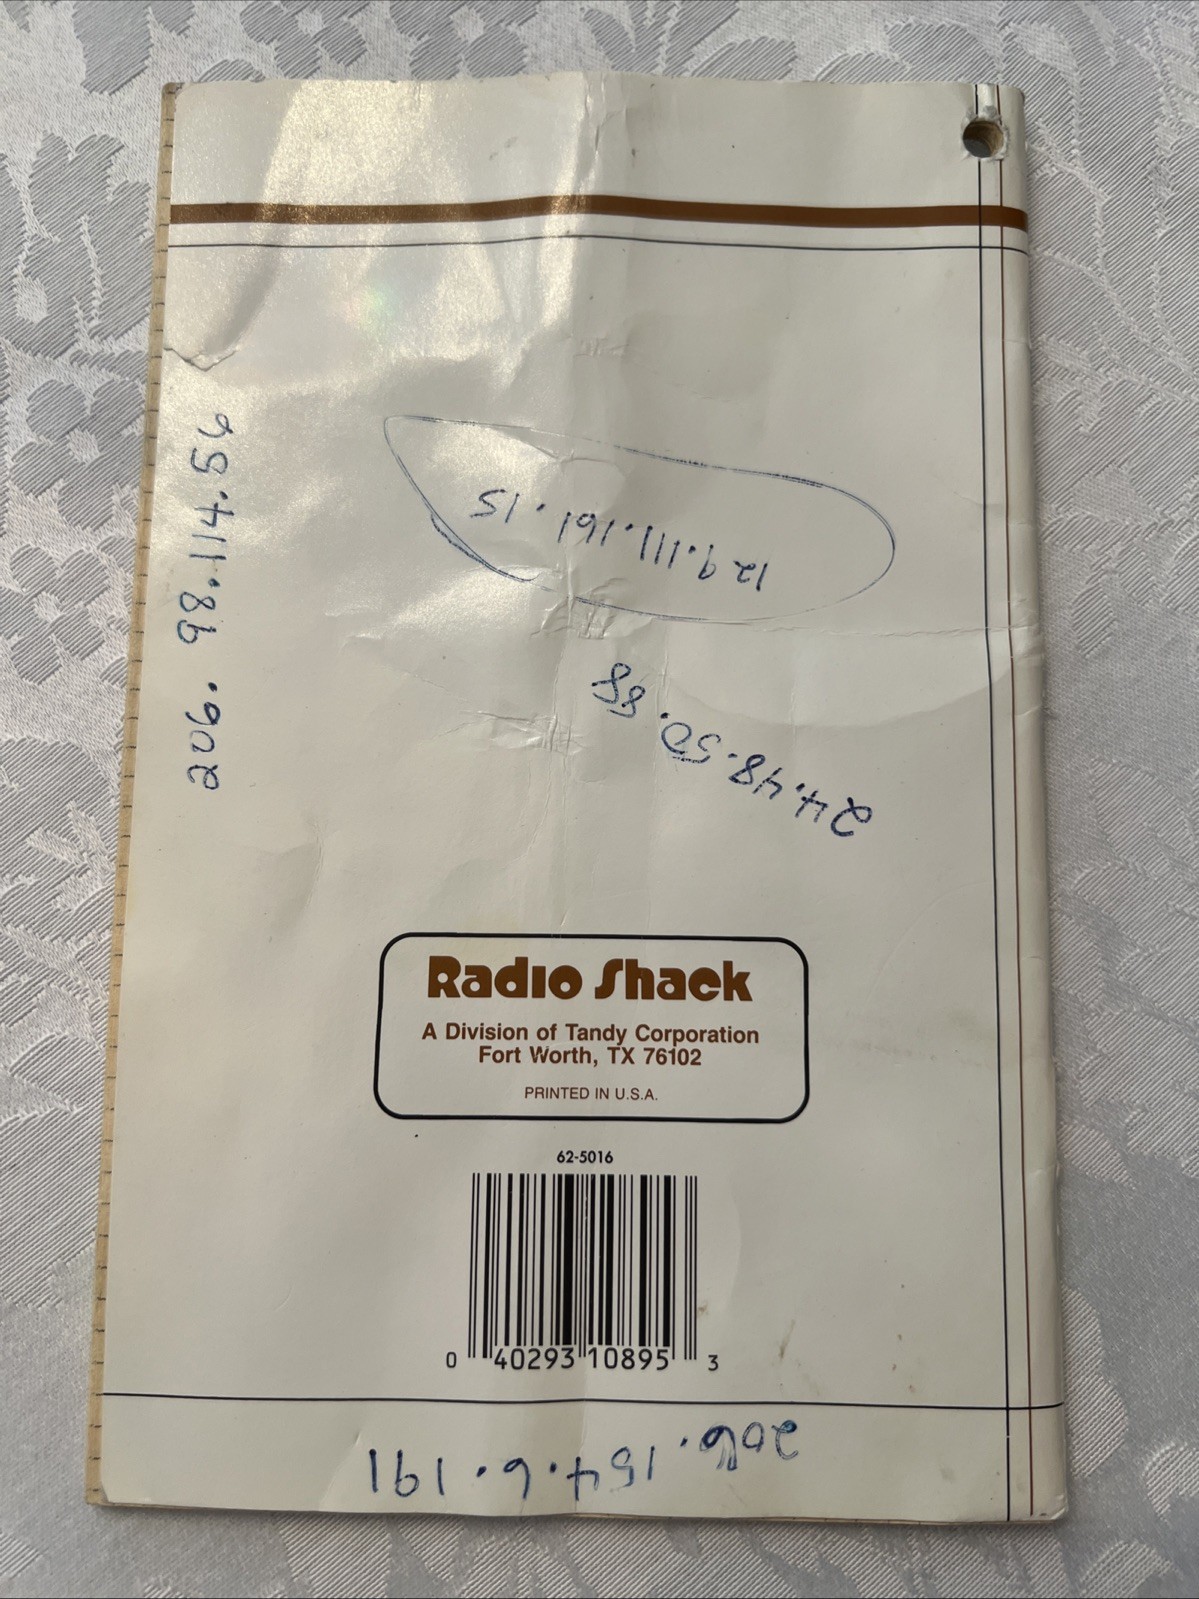 206.98.114.56
129.111.161.15
24.48.50.88
Radio Shack
A Division of Tandy Corporation
Fort Worth, TX 76102
PRINTED IN U.S.A.
62-5016
0 40293 10895 3
206.154.6.191